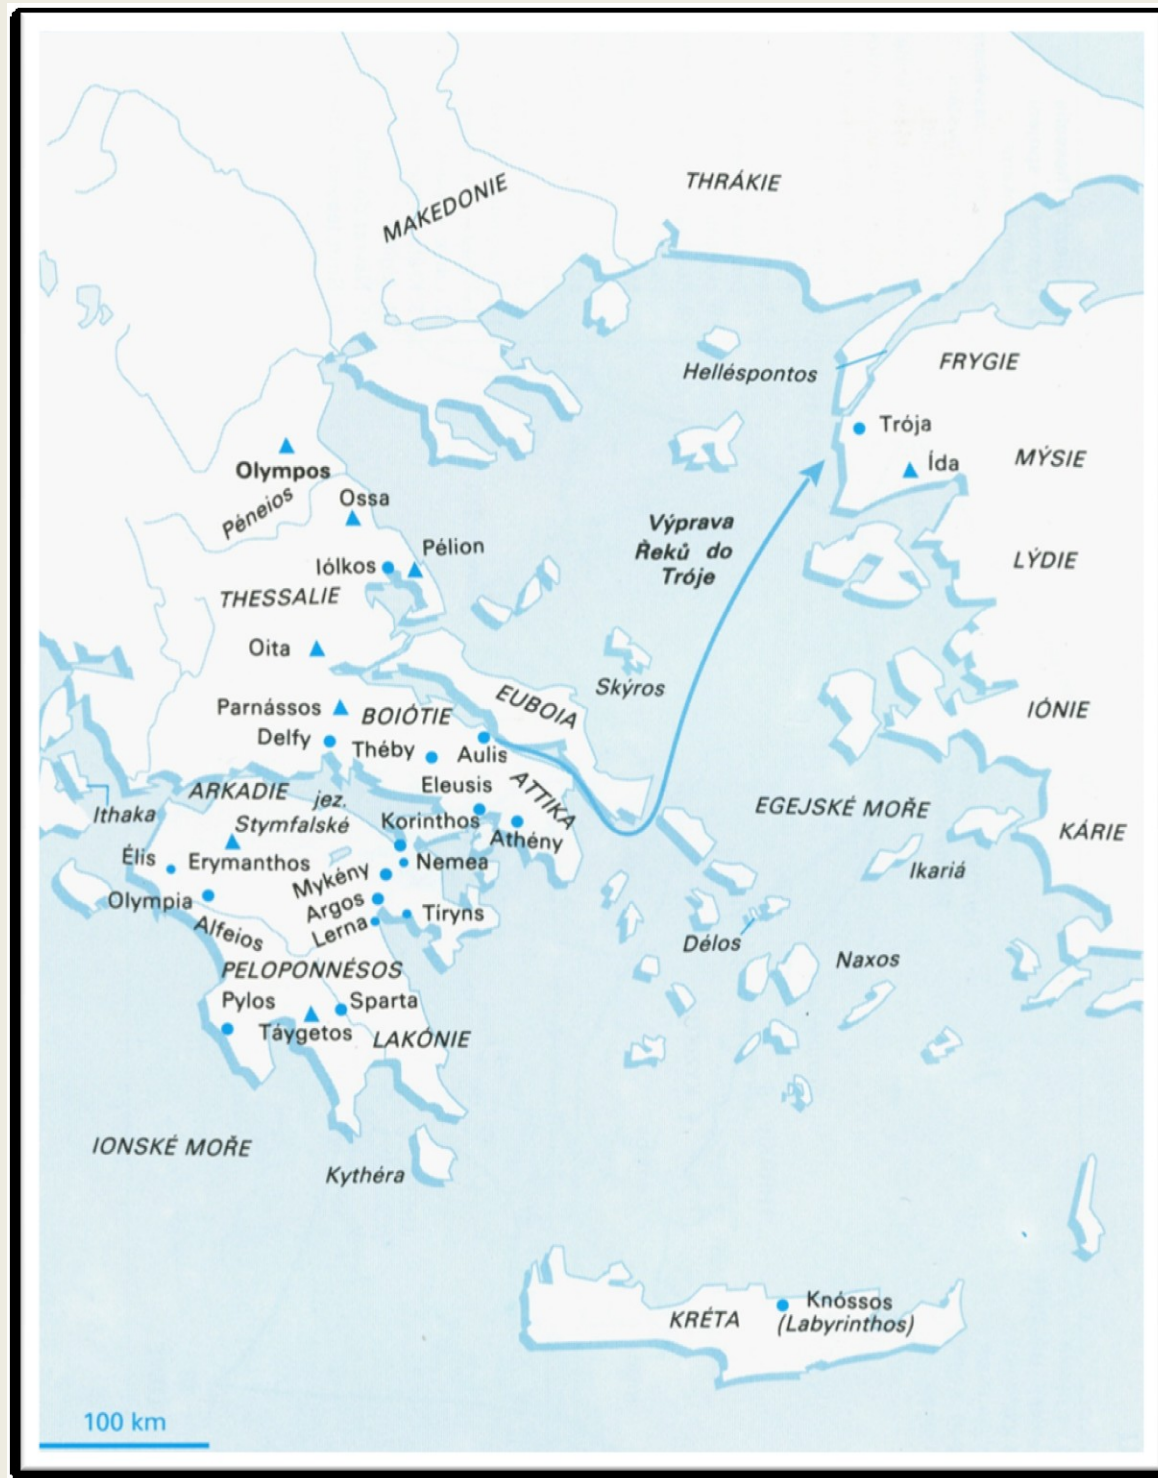 THRÁKIE
MAKEDONIE
FRYGIE
Helléspontos
Trója
Ída
MÝSIE
Olympos
Péneios
Ossa
Výprava
Řeků do
Tróje
Pélion
Iólkos
LÝDIE
THESSALIE
Oita
Skýros
EUBOIA
Parnássos
BOIÓTIE
IÓNIE
Delfy
Théby
Aulis
Eleusis
ATTIKA
ARKADIE
jez.
Stymfalské
Ithaka
Korinthos
Athény
EGEJSKÉ MOŘE
KÁRIE
Élis
Erymanthos
Nemea
Ikariá
Mykény
Olympia
Argos
Tíryns
Lerna
Alfeios
Délos
Naxos
PELOPONNÉSOS
Pylos
Sparta
Táygetos
LAKÓNIE
IONSKÉ MOŘE
Kythéra
KRÉTA
Knóssos
(Labyrinthos)
100 km